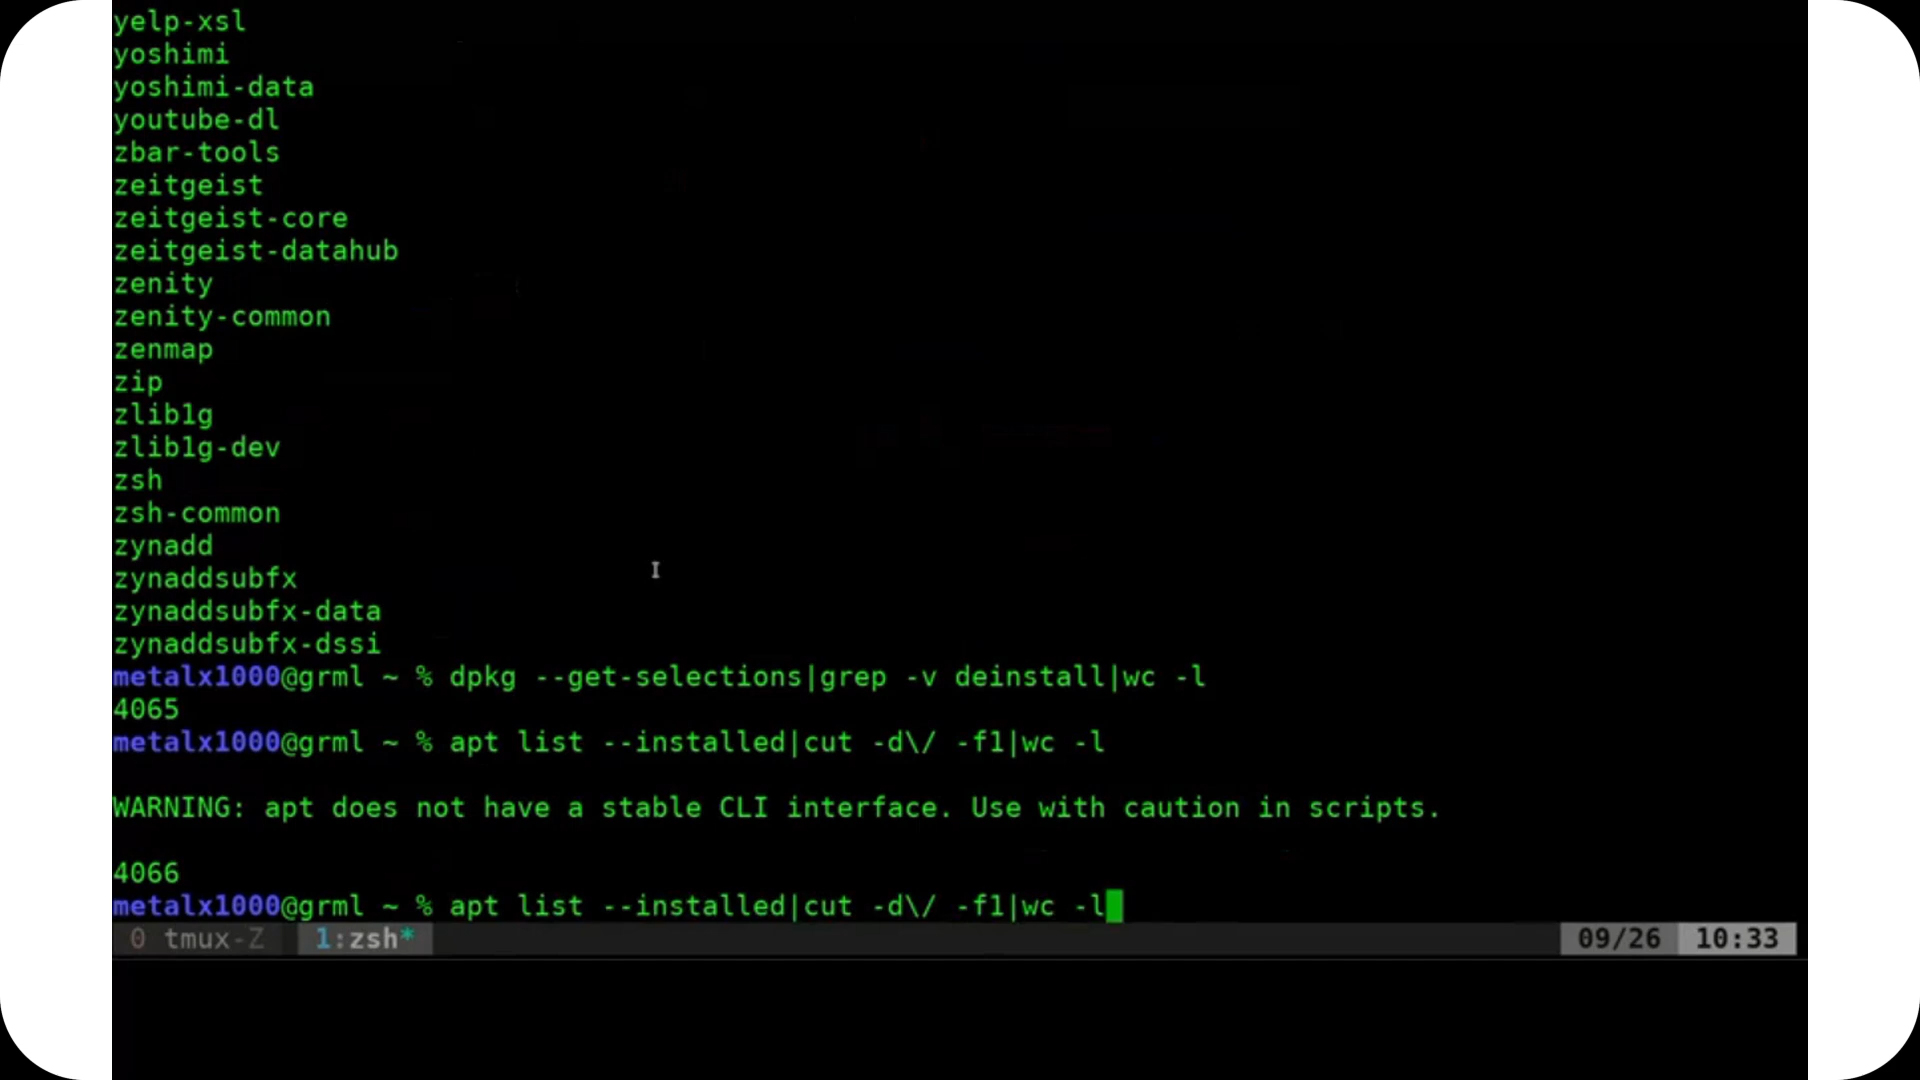 yelp-xsl
yoshimi
yoshimi-data
youtube-dl
zbar-tools
zeitgeist
zeitgeist-core
zeitgeist-datahub
zenity
zenity-common
zenmap
zip
zlib1g
zlib1g-dev
zsh
zsh-common
zynadd
zynaddsubfx
zynaddsubfx-data
zynaddsubfx-dssi
metalx1000@grml ~ % dpkg --get-selections|grep -v deinstall|wc -l
4065
metalx1000@grml ~ % apt list --installed|cut -d\/ -f1|wc -l
WARNING: apt does not have a stable CLI interface. Use with caution in scripts.
4066
metalx1000@grml ~ % apt list --installed|cut -d\/ -f1|wc -l
0 tmux-Z 1:zsh* 09/26 10:33